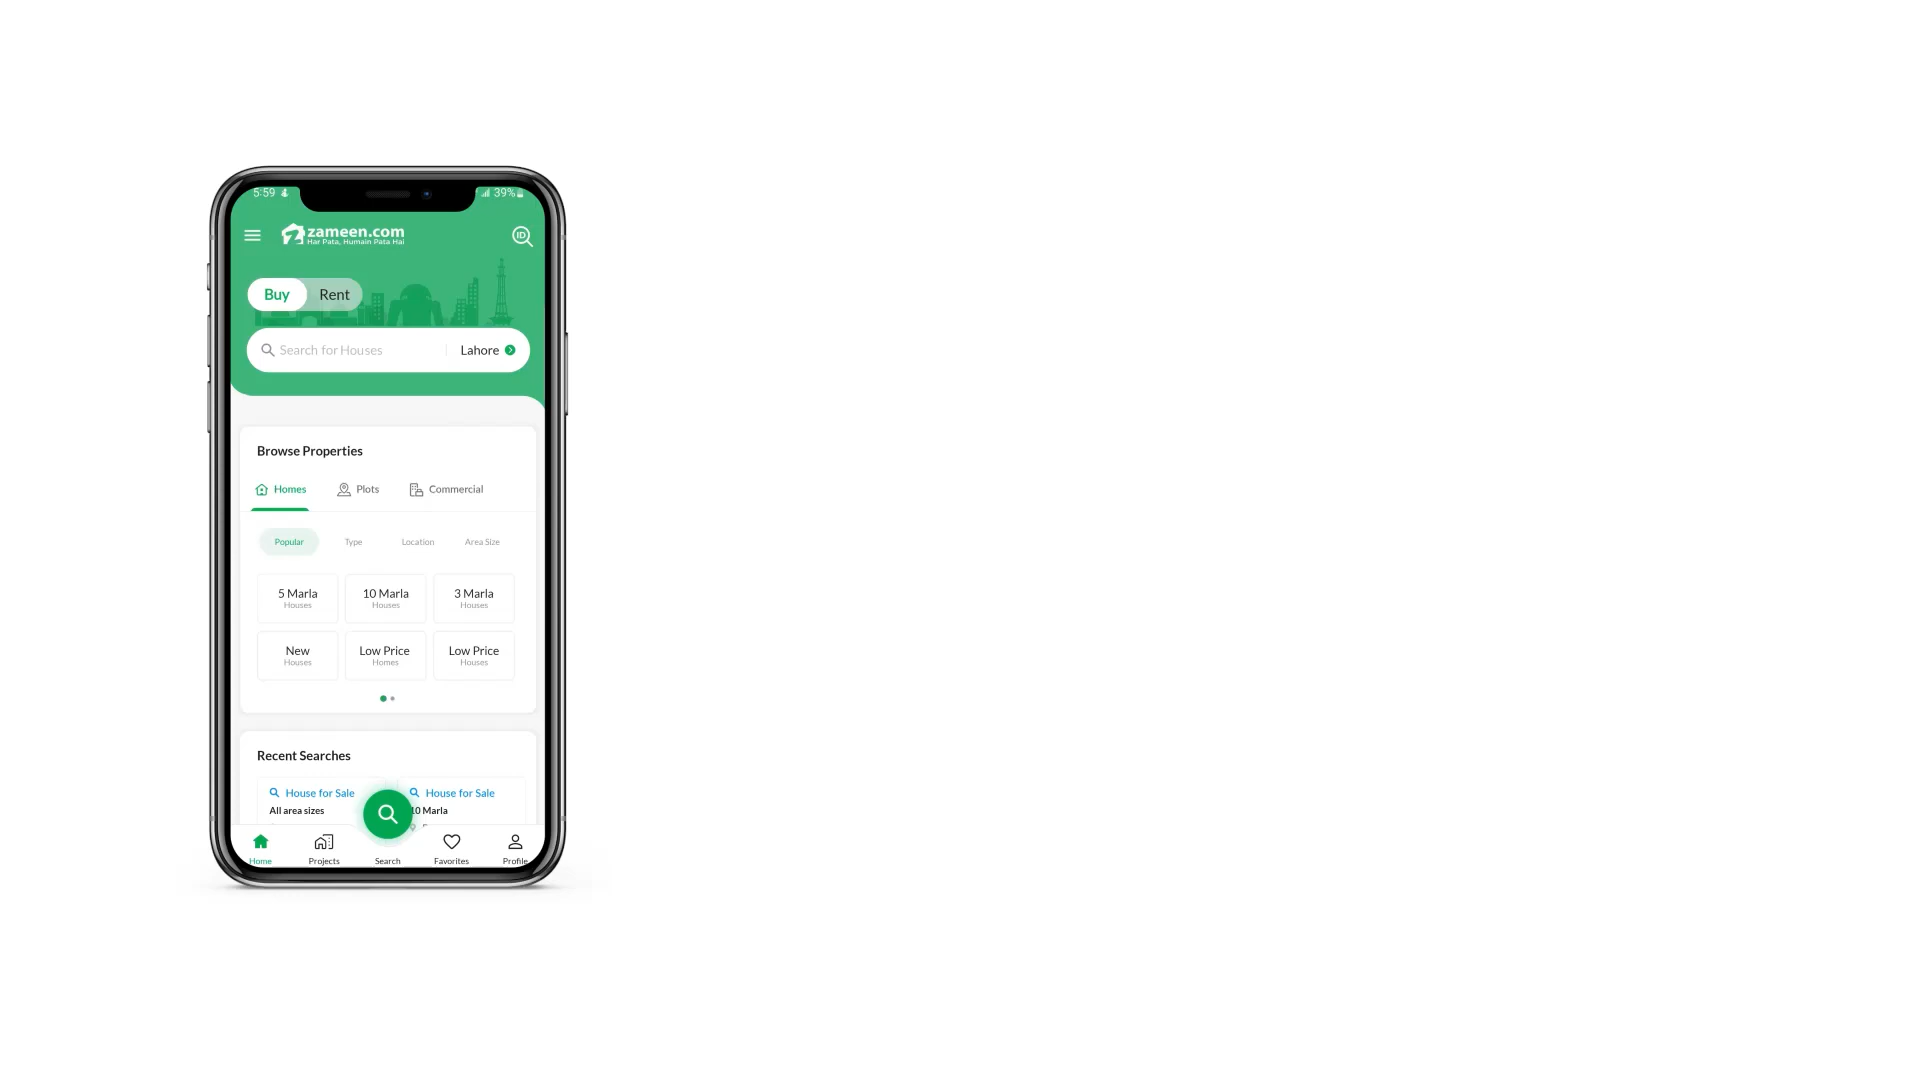 5:59 39%
zameen.com
Har Pata, Humain Pata Hai
ID
Buy Rent
Search for Houses Lahore
Browse Properties
Homes Plots Commercial
Popular Type Location Area Size
5 Marla 10 Marla 3 Marla
Houses Houses Houses
New Low Price Low Price
Houses Homes Houses
Recent Searches
House for Sale House for Sale
All area sizes 10 Marla
Home Projects Search Favorites Profile